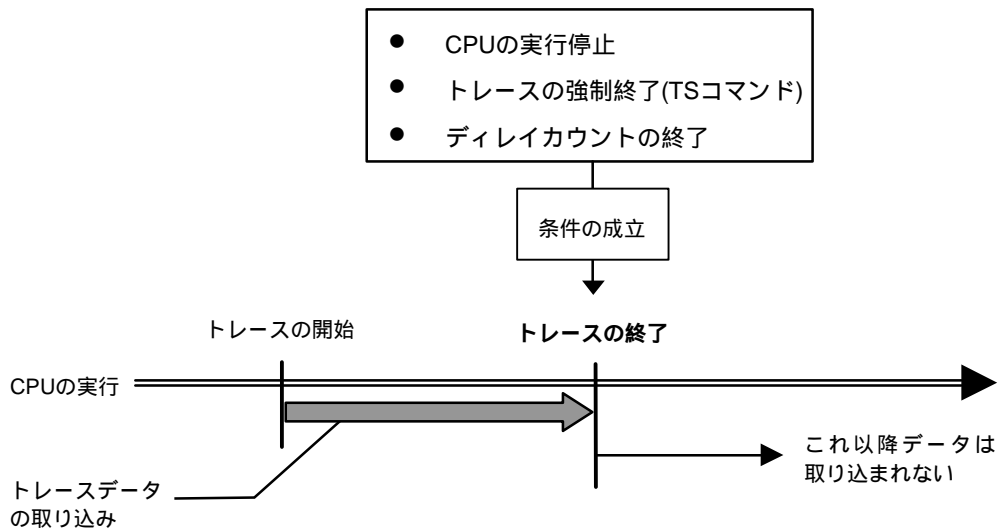 ● CPUの実行停止
● トレースの強制終了(TSコマンド)
● ディレイカウントの終了
条件の成立
トレースの開始
トレースの終了
CPUの実行
これ以降データは
取り込まれない
トレースデータ
の取り込み